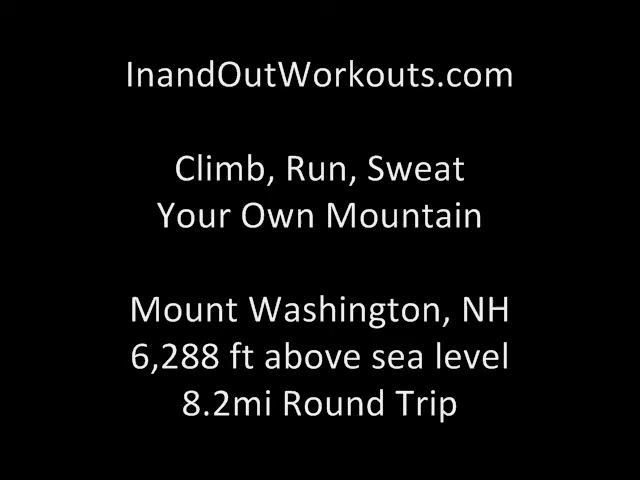 InandOutWorkouts.com
Climb, Run, Sweat
Your Own Mountain
Mount Washington, NH
6,288 ft above sea level
8.2mi Round Trip